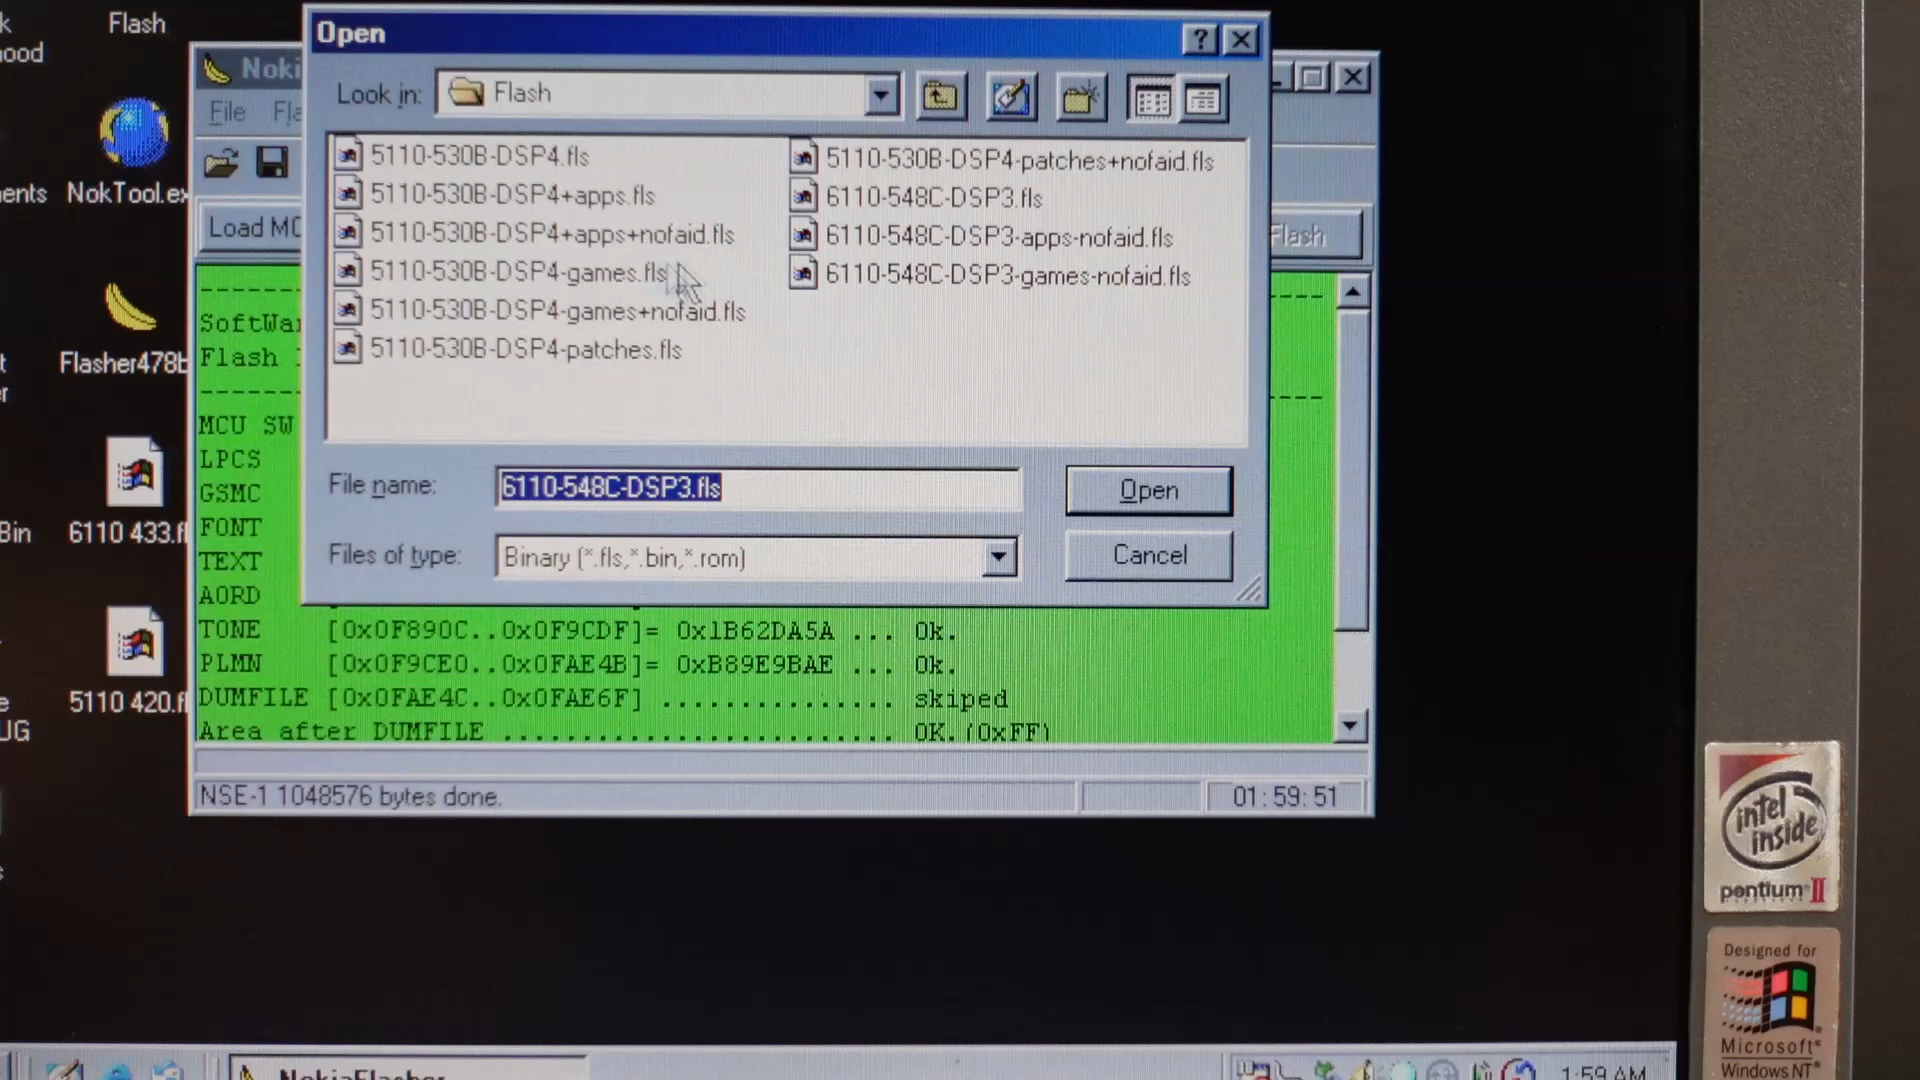 k
ood
Flash
ents
NokTool.ex
Flasher478b
Bin
6110 433.fl
5110 420.fl
UG
Noki
File Fla
Load MC
Flash
Open
Look in: Flash
5110-530B-DSP4.fls
5110-530B-DSP4+apps.fls
5110-530B-DSP4+apps+nofaid.fls
5110-530B-DSP4-games.fls
5110-530B-DSP4-games+nofaid.fls
5110-530B-DSP4-patches.fls
5110-530B-DSP4-patches+nofaid.fls
6110-548C-DSP3.fls
6110-548C-DSP3-apps-nofaid.fls
6110-548C-DSP3-games-nofaid.fls
File name: 6110-548C-DSP3.fls Open
Files of type: Binary (*.fls,*.bin,*.rom) Cancel
SoftWar
Flash
MCU SW
LPCS
GSMC
FONT
TEXT
AORD
TONE [0x0F890C..0x0F9CDF]= 0x1B62DA5A ... Ok.
PLMN [0x0F9CE0..0x0FAE4B]= 0xB89E9BAE ... Ok.
DUMFILE [0x0FAE4C..0x0FAE6F] ............... skiped
Area after DUMFILE ......................... OK.(0xFF)
NSE-1 1048576 bytes done. 01:59:51
NokiaFlasher
1:59 AM
intel
inside
pentium II
Designed for
Microsoft
Windows NT